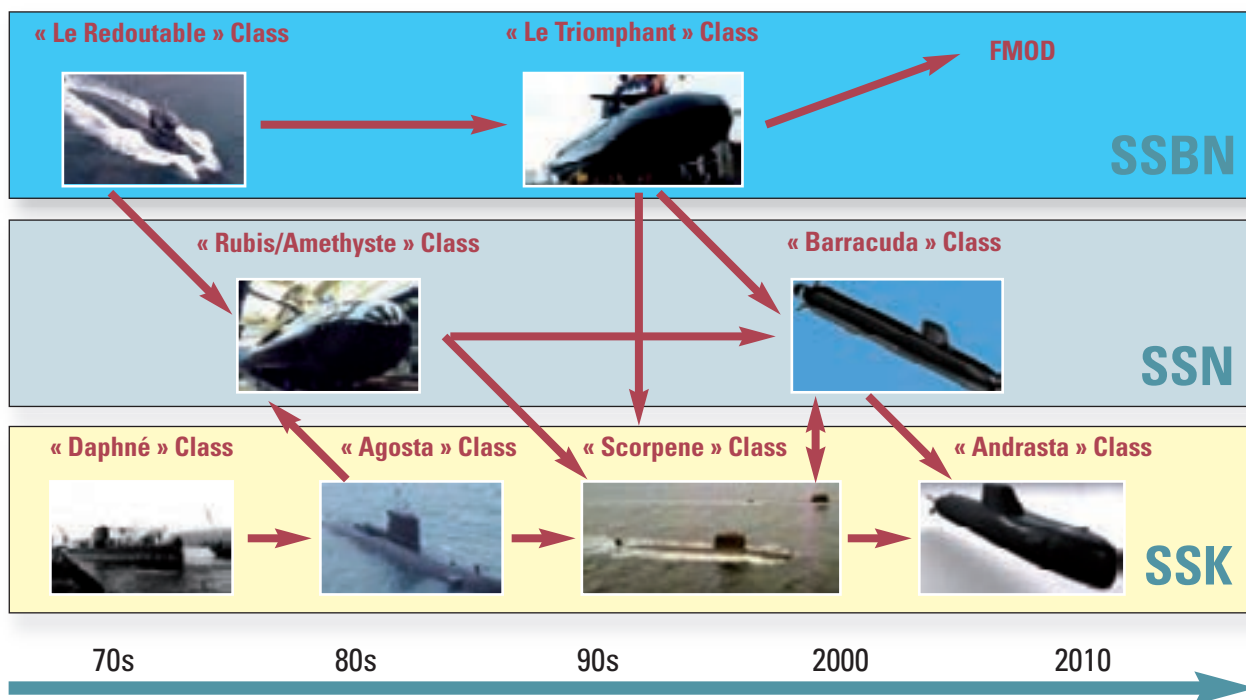 « Le Redoutable » Class
« Le Triomphant » Class
FMOD
SSBN
« Rubis/Amethyste » Class
« Barracuda » Class
SSN
« Daphné » Class
« Agosta » Class
« Scorpene » Class
« Andrasta » Class
SSK
70s
80s
90s
2000
2010